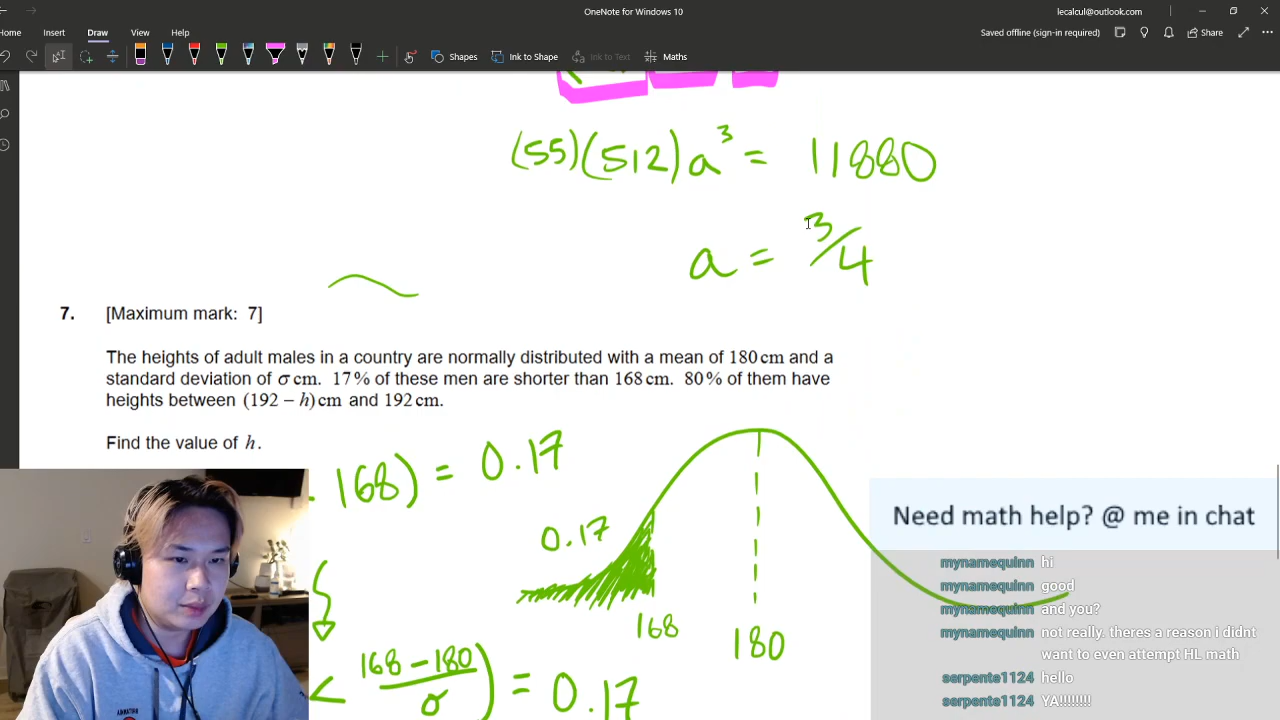 OneNote for Windows 10
lecalcul@outlook.com
Home Insert Draw View Help
Saved offline (sign-in required)
Share
Shapes Ink to Shape Ink to Text Maths
(55)(512)a³ = 11880
a = 3/4
7. [Maximum mark: 7]
The heights of adult males in a country are normally distributed with a mean of 180 cm and a
standard deviation of σ cm. 17% of these men are shorter than 168 cm. 80% of them have
heights between (192 − h) cm and 192 cm.
Find the value of h.
168) = 0.17
0.17
168
180
< 168 − 180 / σ ) = 0.17
Need math help? @ me in chat
mynamequinn hi
mynamequinn good
mynamequinn and you?
mynamequinn not really. theres a reason i didnt
want to even attempt HL math
serpente1124 hello
serpente1124 YA!!!!!!!!